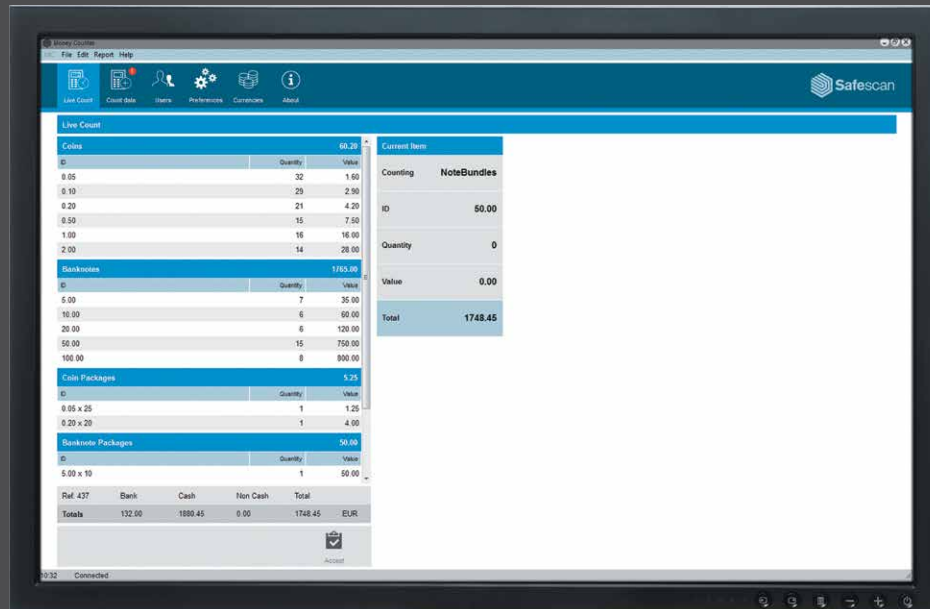 Money Counter
File Edit Report Help
Live Count Count data Users Preferences Currencies About
Safescan
Live Count
Coins 60.20
ID Quantity Value
0.05 32 1.60
0.10 29 2.90
0.20 21 4.20
0.50 15 7.50
1.00 16 16.00
2.00 14 28.00
Banknotes 1765.00
ID Quantity Value
5.00 7 35.00
10.00 6 60.00
20.00 6 120.00
50.00 15 750.00
100.00 8 800.00
Coin Packages 5.25
ID Quantity Value
0.05 x 25 1 1.25
0.20 x 20 1 4.00
Banknote Packages 50.00
ID Quantity Value
5.00 x 10 1 50.00
Ref. 437 Bank Cash Non Cash Total
Totals 132.00 1880.45 0.00 1748.45 EUR
Accept
Current Item
Counting NoteBundles
ID 50.00
Quantity 0
Value 0.00
Total 1748.45
10:32 Connected